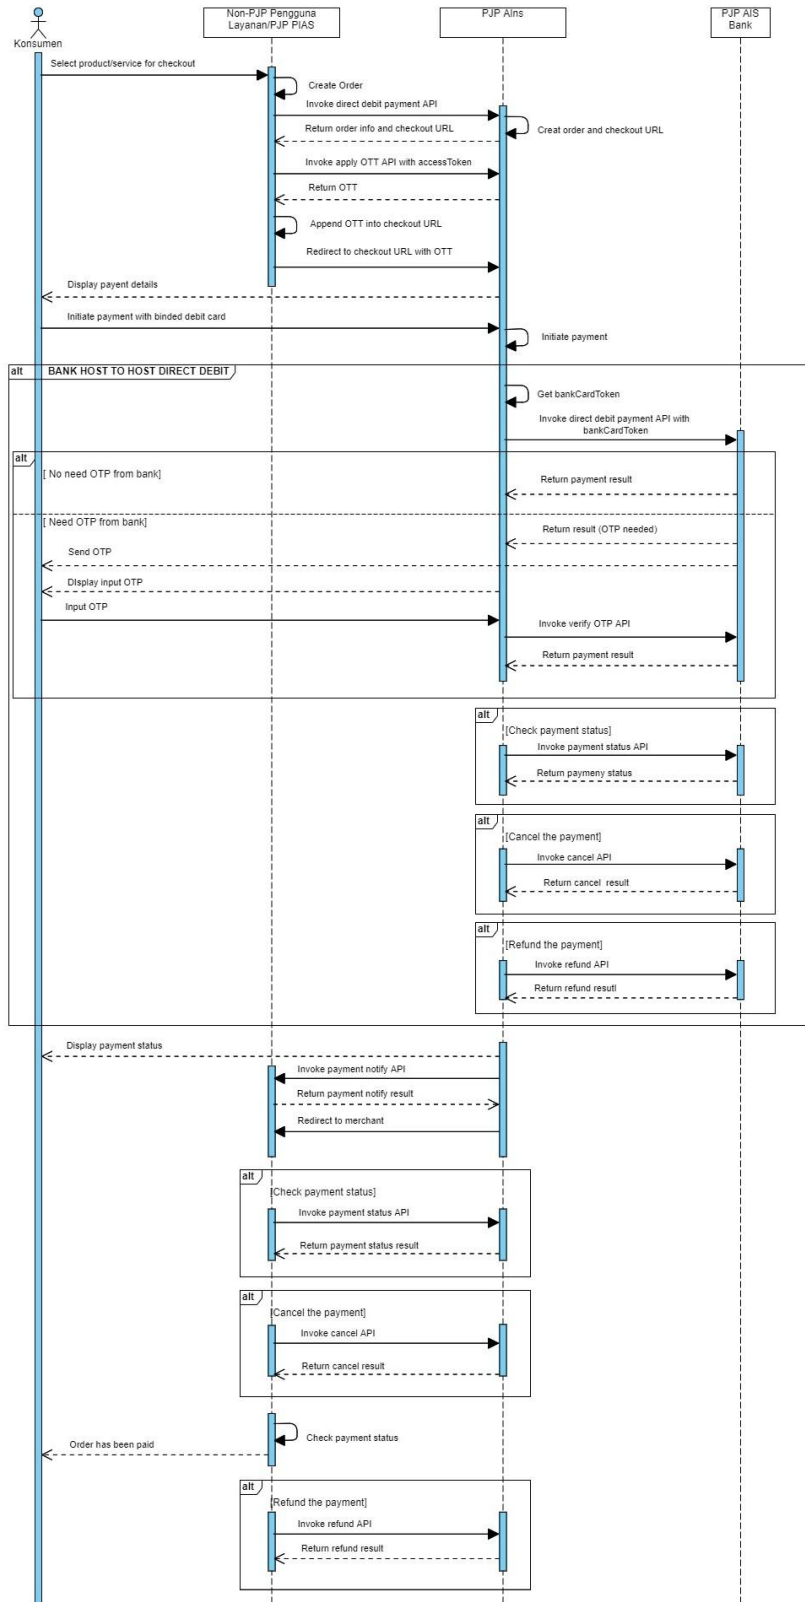 Konsumen
Non-PJP Pengguna
Layanan/PJP PIAS
PJP AIns
PJP AIS
Bank
Select product/service for checkout
Create Order
Invoke direct debit payment API
Creat order and checkout URL
Return order info and checkout URL
Invoke apply OTT API with accessToken
Return OTT
Append OTT into checkout URL
Redirect to checkout URL with OTT
Display payent details
Initiate payment with binded debit card
Initiate payment
alt BANK HOST TO HOST DIRECT DEBIT
Get bankCardToken
Invoke direct debit payment API with
bankCardToken
alt
[ No need OTP from bank]
Return payment result
[ Need OTP from bank]
Return result (OTP needed)
Send OTP
DIsplay input OTP
Input OTP
Invoke verify OTP API
Return payment result
alt
[Check payment status]
Invoke payment status API
Return paymeny status
alt
[Cancel the payment]
Invoke cancel API
Return cancel result
alt
[Refund the payment]
Invoke refund API
Return refund resutl
Display payment status
Invoke payment notify API
Return payment notify result
Redirect to merchant
alt
[Check payment status]
Invoke payment status API
Return payment status result
alt
[Cancel the payment]
Invoke cancel API
Return cancel result
Check payment status
Order has been paid
alt
[Refund the payment]
Invoke refund API
Return refund result